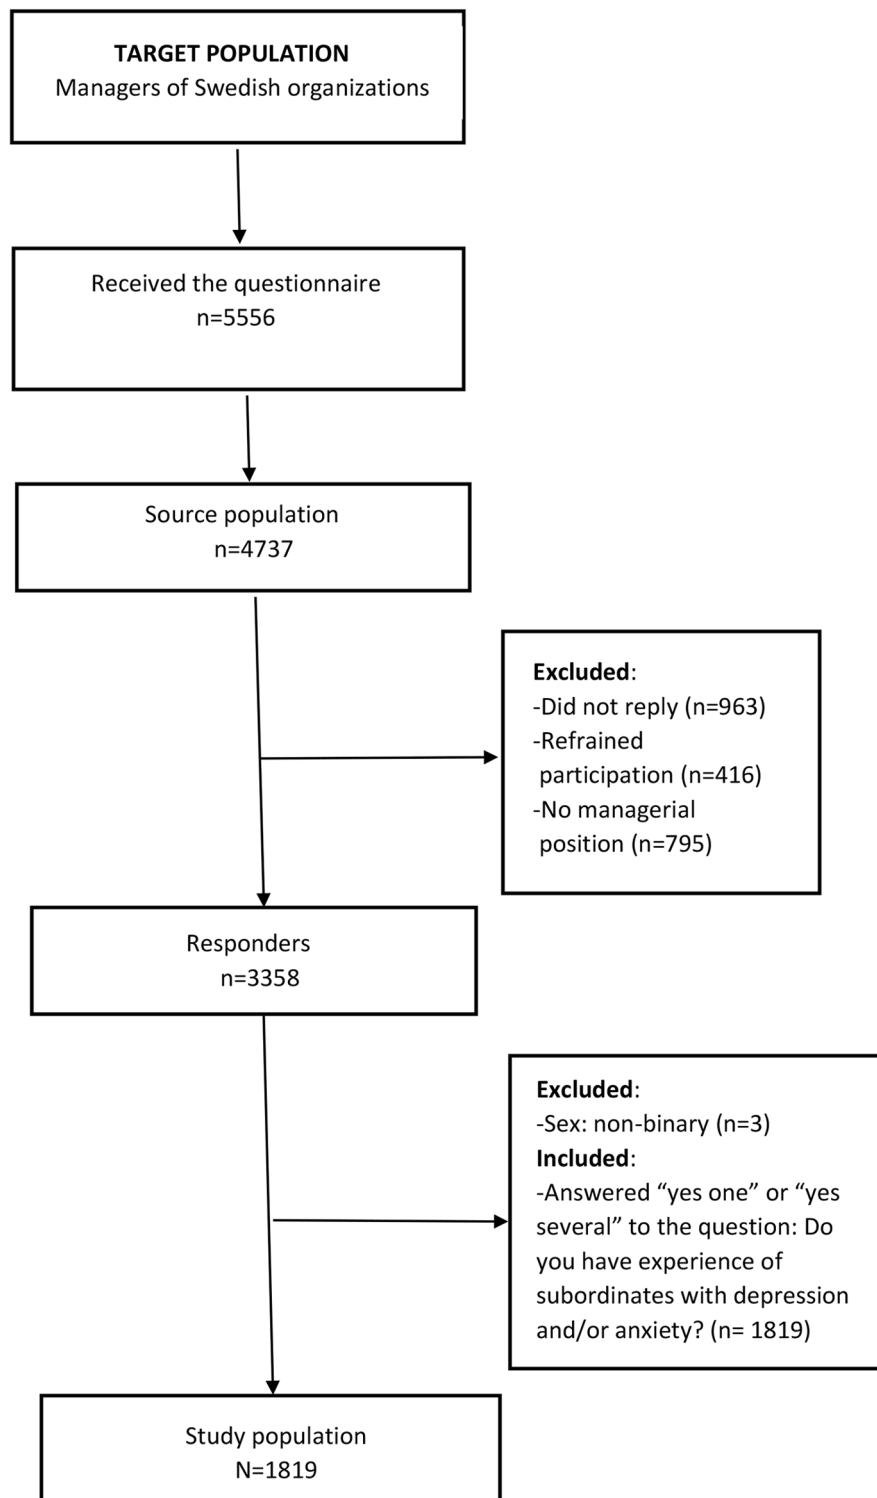 TARGET POPULATION
Managers of Swedish organizations
Received the questionnaire
n=5556
Source population
n=4737
Excluded:
-Did not reply (n=963)
-Refrained
participation (n=416)
-No managerial
position (n=795)
Responders
n=3358
Excluded:
-Sex: non-binary (n=3)
Included:
-Answered “yes one” or “yes
several” to the question: Do
you have experience of
subordinates with depression
and/or anxiety? (n= 1819)
Study population
N=1819